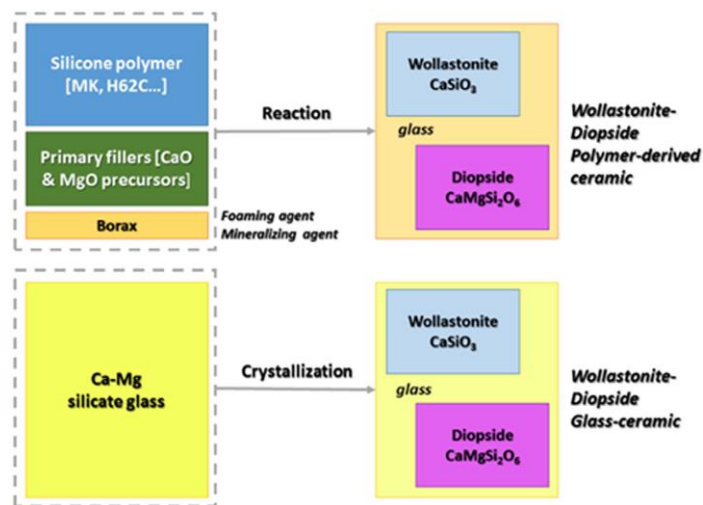 Silicone polymer
[MK, H62C...]
Primary fillers [CaO
& MgO precursors]
Borax
Foaming agent
Mineralizing agent
Reaction
Wollastonite
CaSiO₃
glass
Diopside
CaMgSi₂O₆
Wollastonite-
Diopside
Polymer-derived
ceramic
Ca-Mg
silicate glass
Crystallization
Wollastonite
CaSiO₃
glass
Diopside
CaMgSi₂O₆
Wollastonite-
Diopside
Glass-ceramic